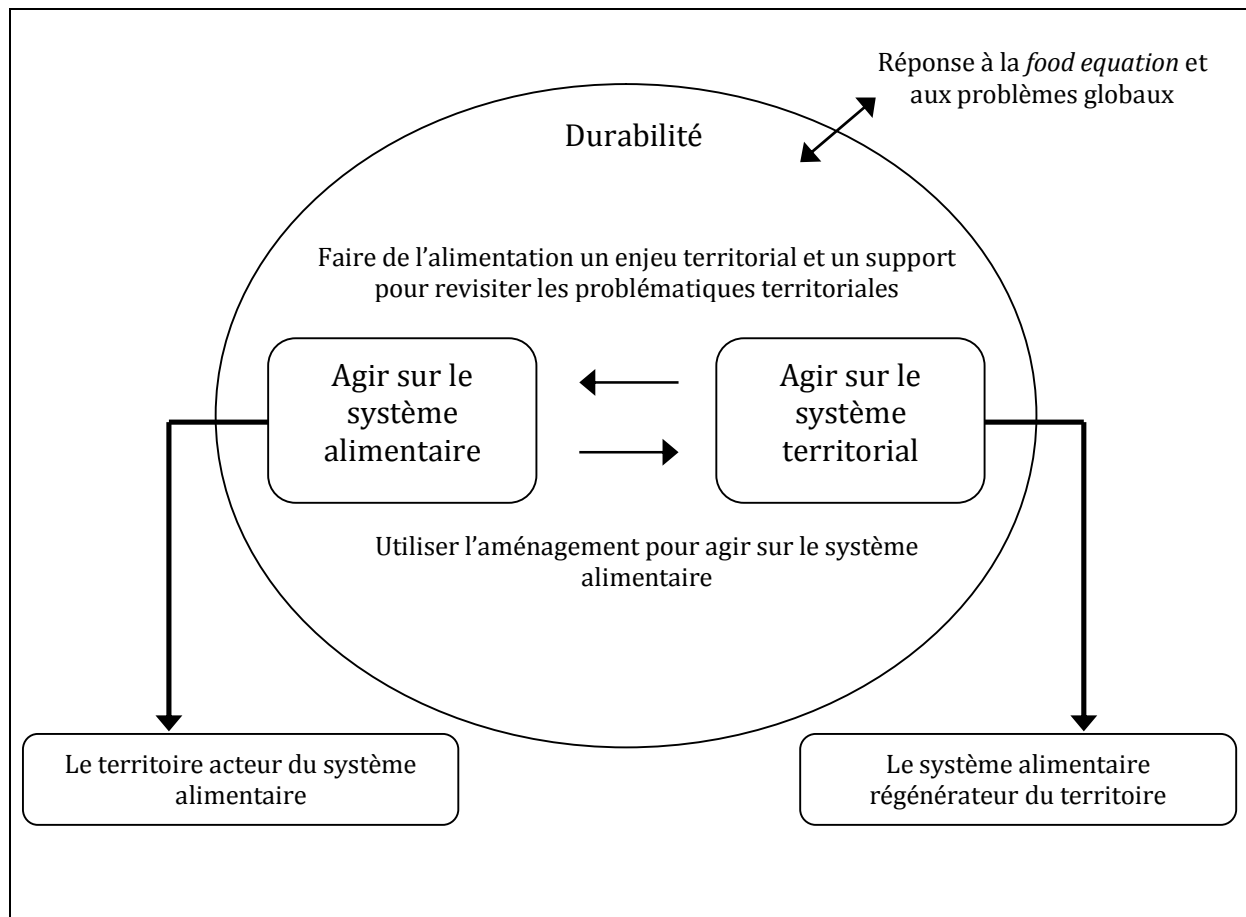 Réponse à la food equation et
aux problèmes globaux
Durabilité
Faire de l’alimentation un enjeu territorial et un support
pour revisiter les problématiques territoriales
Agir sur le
système
alimentaire
Agir sur le
système
territorial
Utiliser l’aménagement pour agir sur le système
alimentaire
Le territoire acteur du système
alimentaire
Le système alimentaire
régénérateur du territoire